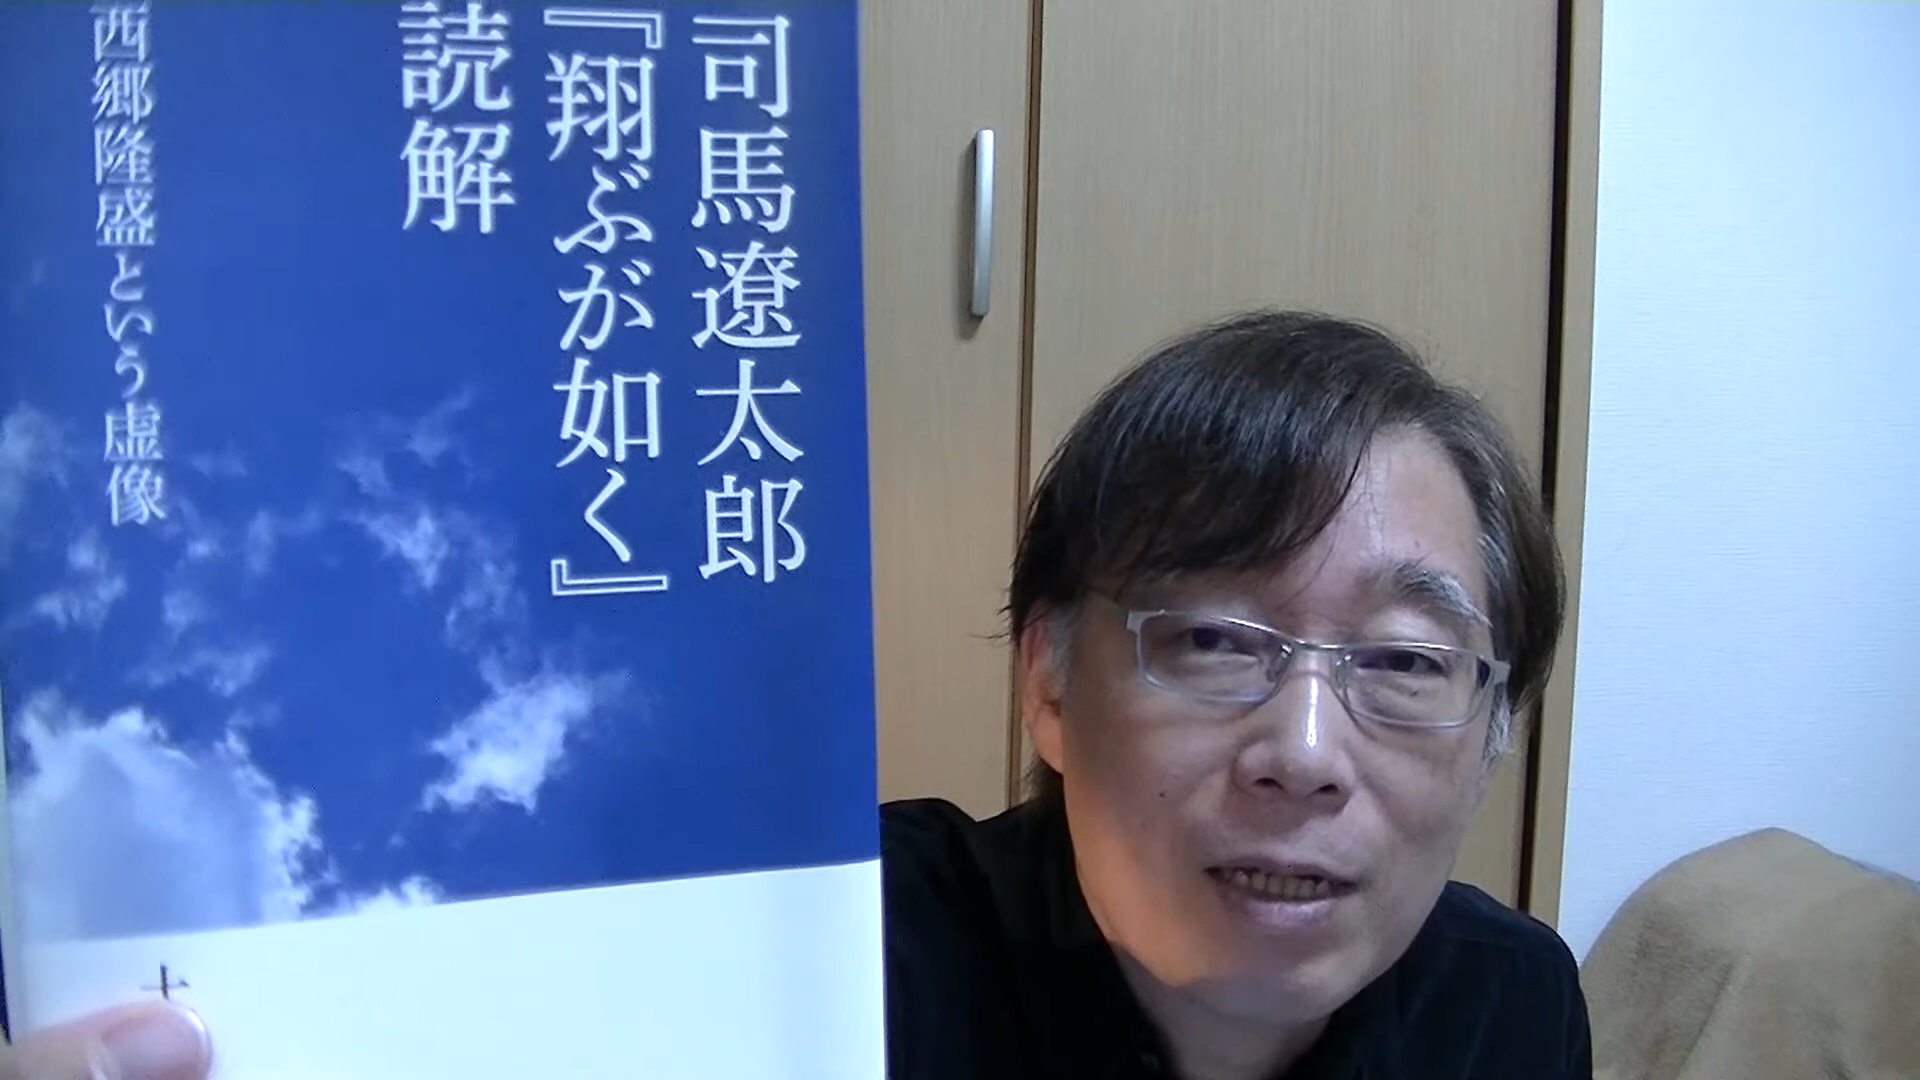 司馬遼太郎
『翔ぶが如く』
読解
西郷隆盛という虚像